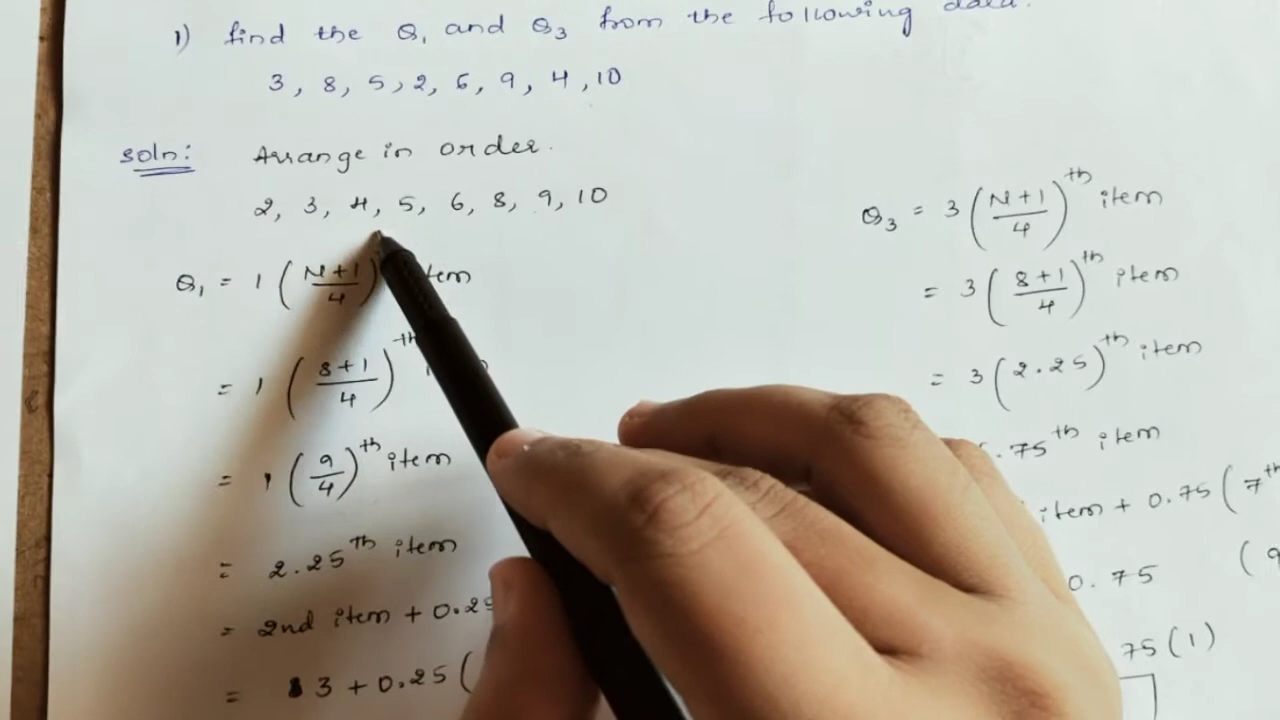 1) find the Q1 and Q3 from the following data.
3, 8, 5, 2, 6, 9, 4, 10
soln: Arrange in order.
2, 3, 4, 5, 6, 8, 9, 10
Q1 = 1 (N+1/4) item
= 1 (8+1/4)th
= 1 (9/4)th item
= 2.25th item
= 2nd item + 0.25
= 3 + 0.25 (
Q3 = 3 (N+1/4)th item
= 3 (8+1/4)th item
= 3 (2.25)th item
.75th item
item + 0.75 (7th
0.75 (9
75 (1)